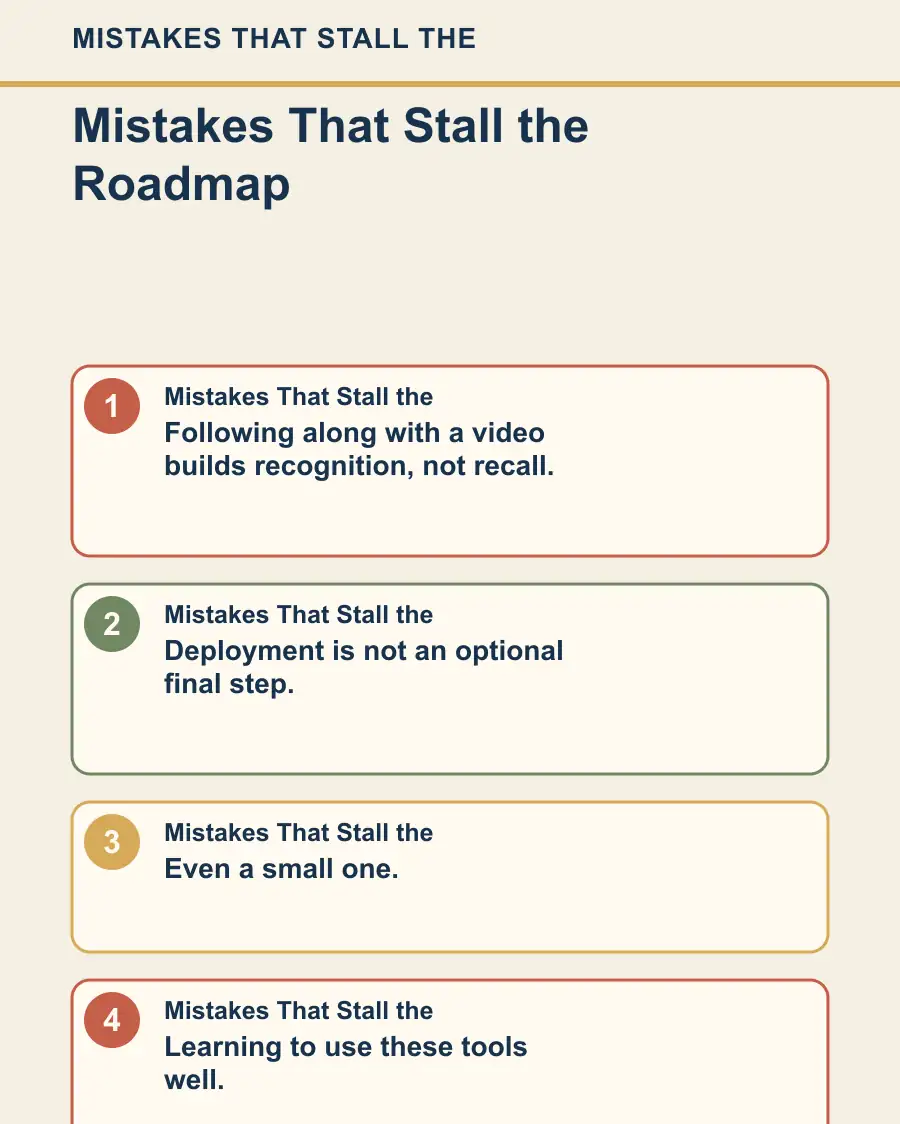 MISTAKES THAT STALL THE
Mistakes That Stall the
Roadmap
1
Mistakes That Stall the
Following along with a video
builds recognition, not recall.
2
Mistakes That Stall the
Deployment is not an optional
final step.
3
Mistakes That Stall the
Even a small one.
4
Mistakes That Stall the
Learning to use these tools
well.